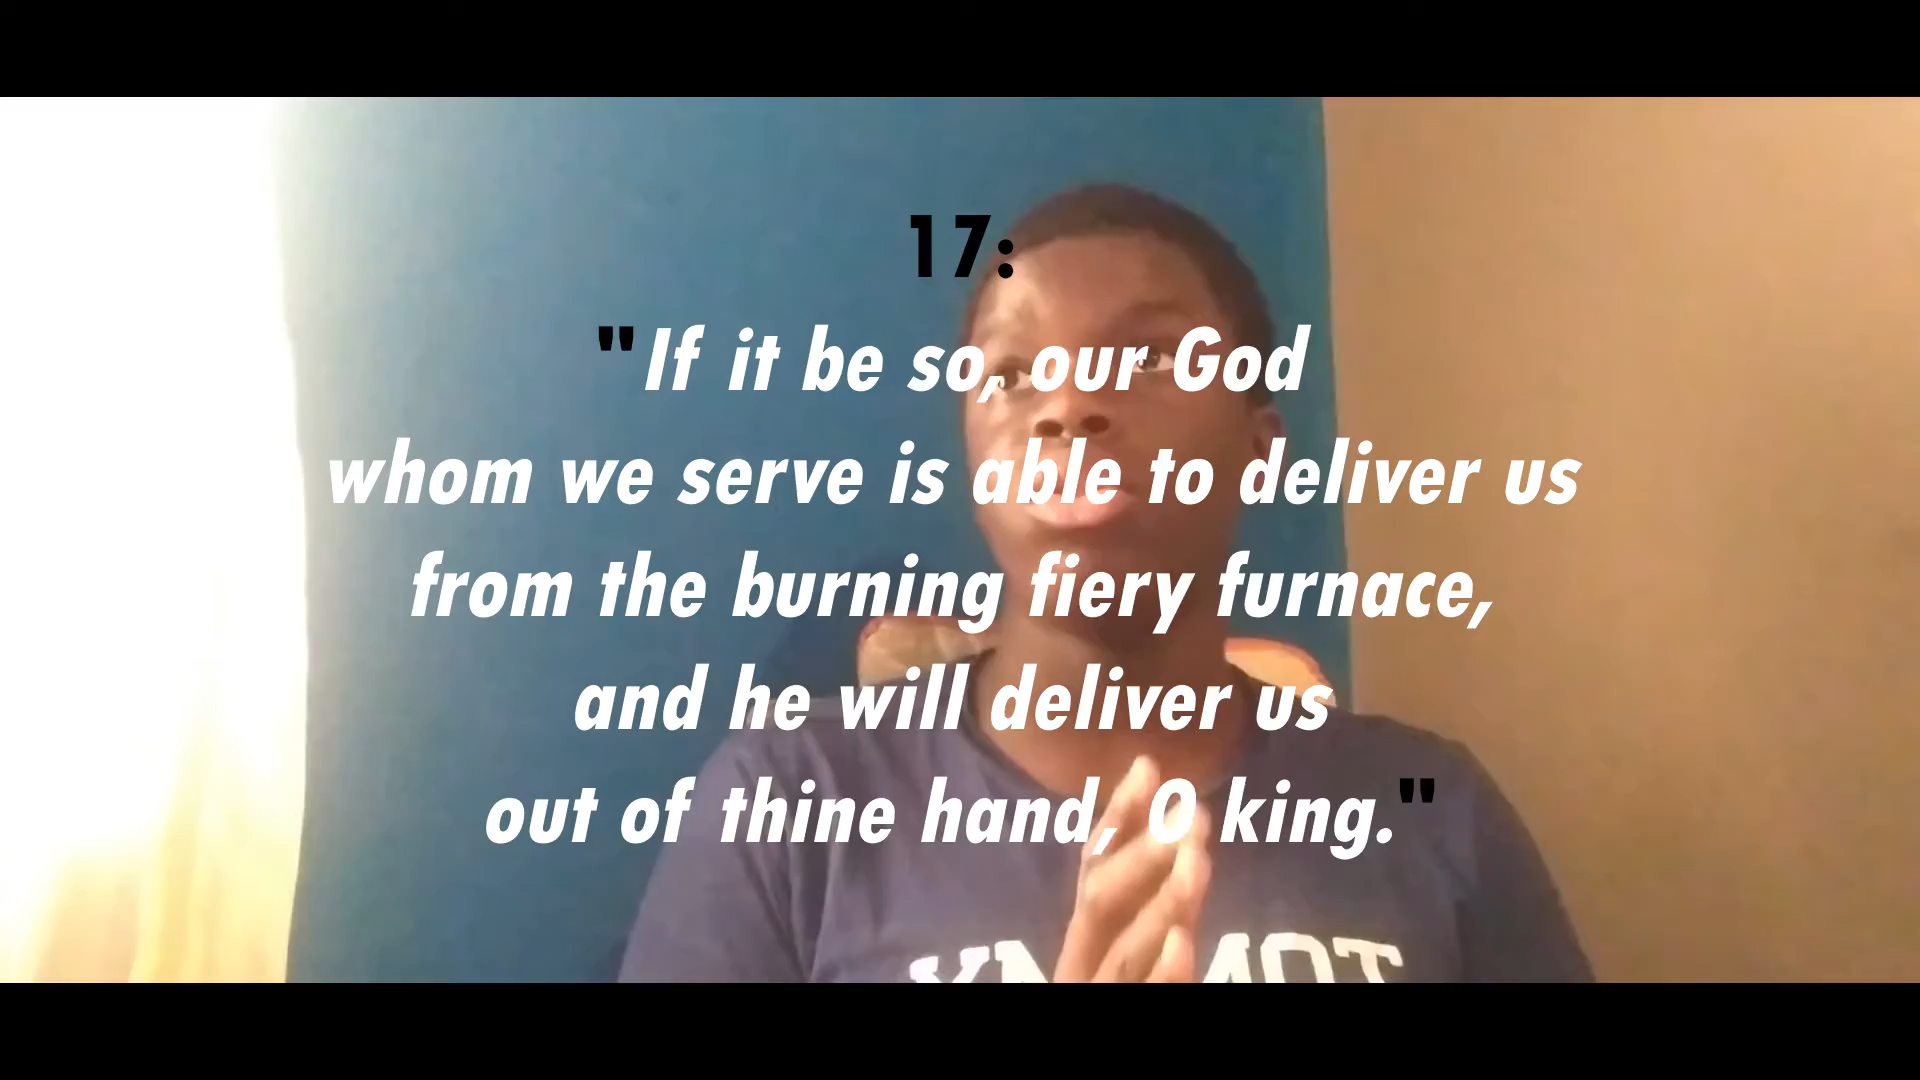 17:
"If it be so, our God
whom we serve is able to deliver us
from the burning fiery furnace,
and he will deliver us
out of thine hand, O king."